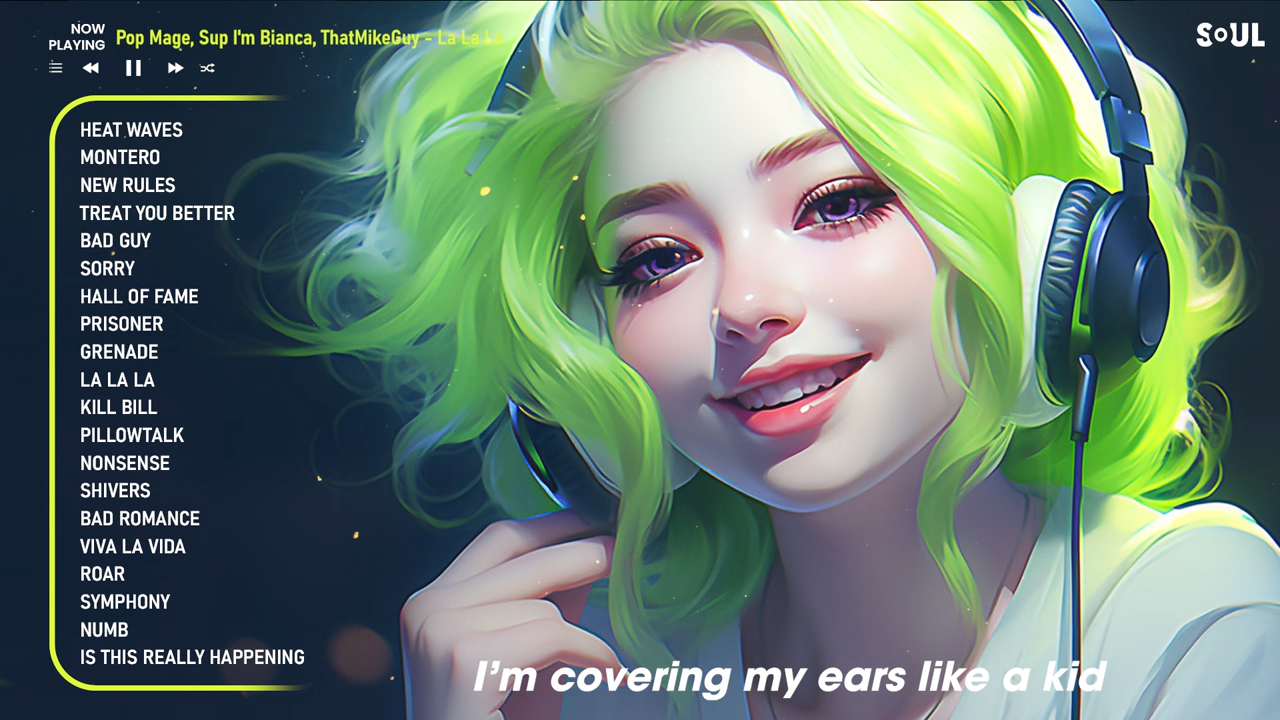 NOW
PLAYING
Pop Mage, Sup I'm Bianca, ThatMikeGuy - La La La
SOUL
HEAT WAVES
MONTERO
NEW RULES
TREAT YOU BETTER
BAD GUY
SORRY
HALL OF FAME
PRISONER
GRENADE
LA LA LA
KILL BILL
PILLOWTALK
NONSENSE
SHIVERS
BAD ROMANCE
VIVA LA VIDA
ROAR
SYMPHONY
NUMB
IS THIS REALLY HAPPENING
I'm covering my ears like a kid